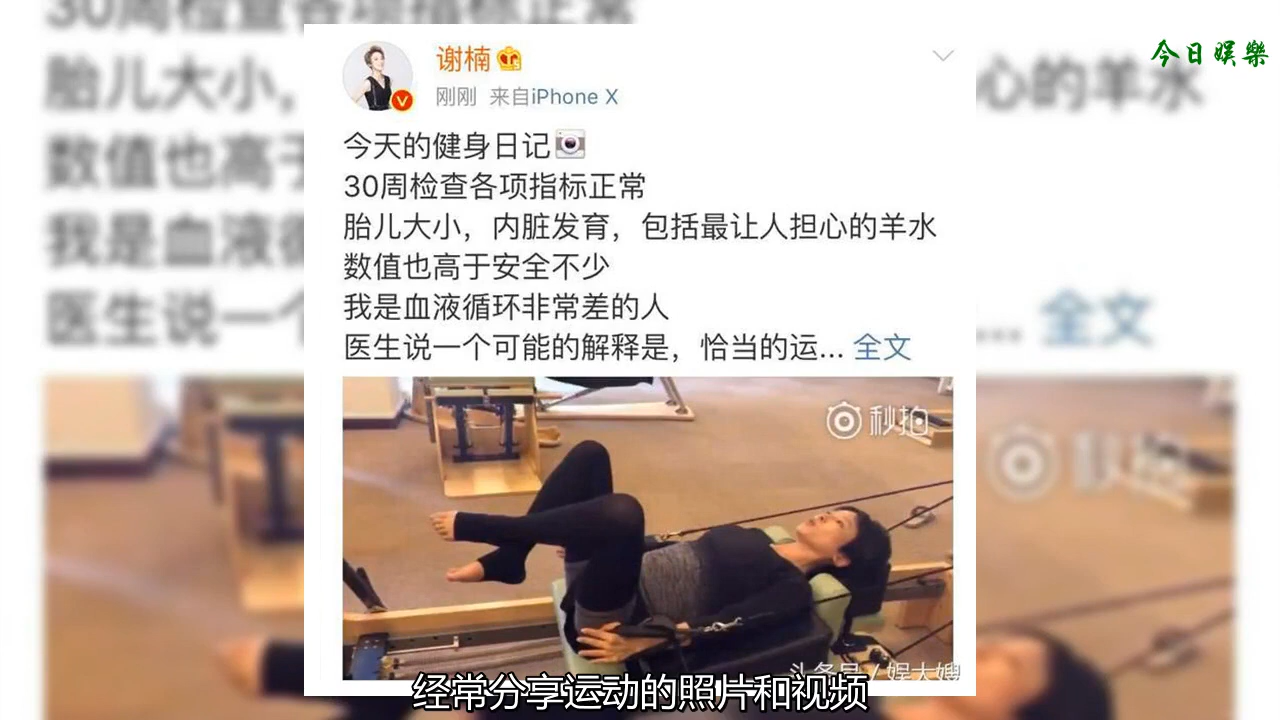 今日娱樂
谢楠
刚刚 来自iPhone X
今天的健身日记
30周检查各项指标正常
胎儿大小，内脏发育，包括最让人担心的羊水
数值也高于安全不少
我是血液循环非常差的人
医生说一个可能的解释是，恰当的运... 全文
秒拍
头条号 / 娱大嫂
经常分享运动的照片和视频